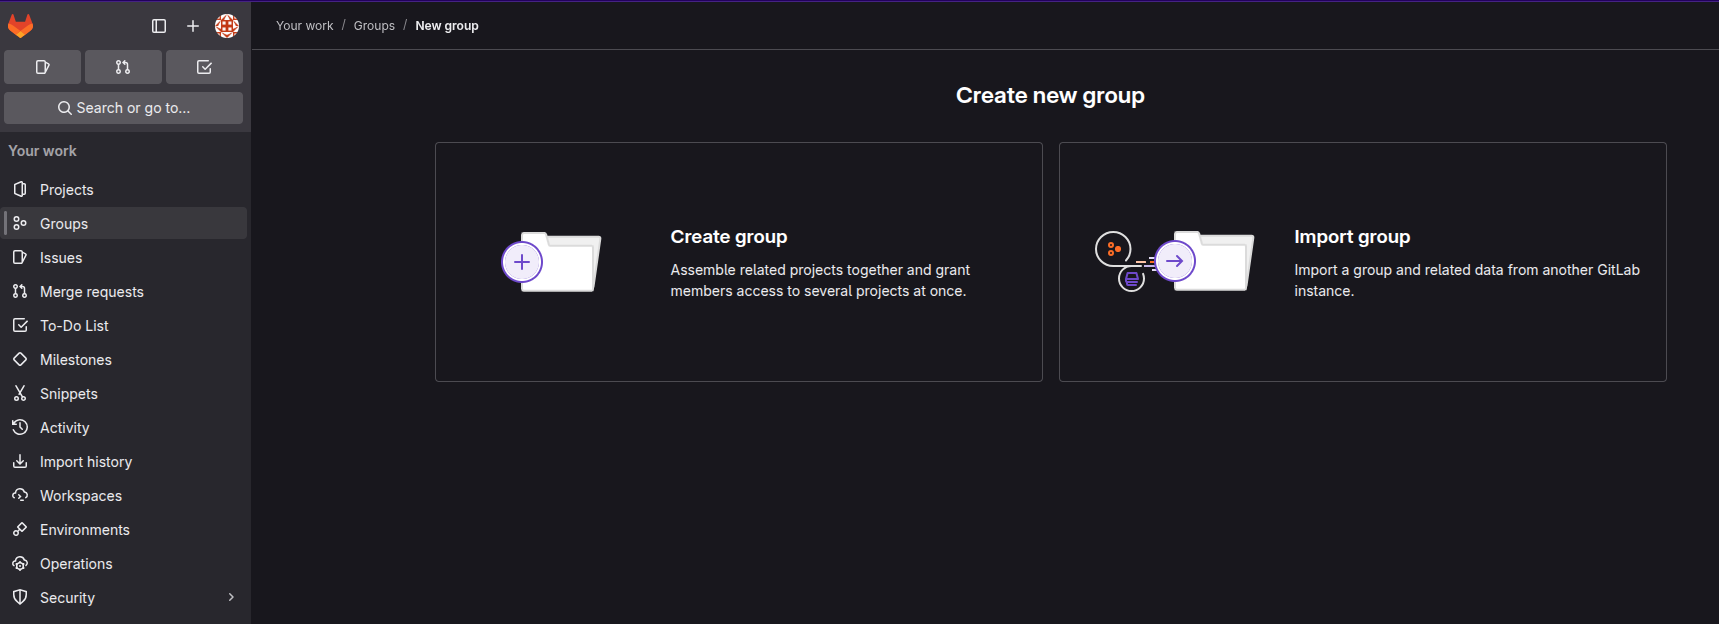 Your work / Groups / New group
Search or go to...
Your work
Projects
Groups
Issues
Merge requests
To-Do List
Milestones
Snippets
Activity
Import history
Workspaces
Environments
Operations
Security
Create new group
Create group
Assemble related projects together and grant
members access to several projects at once.
Import group
Import a group and related data from another GitLab
instance.